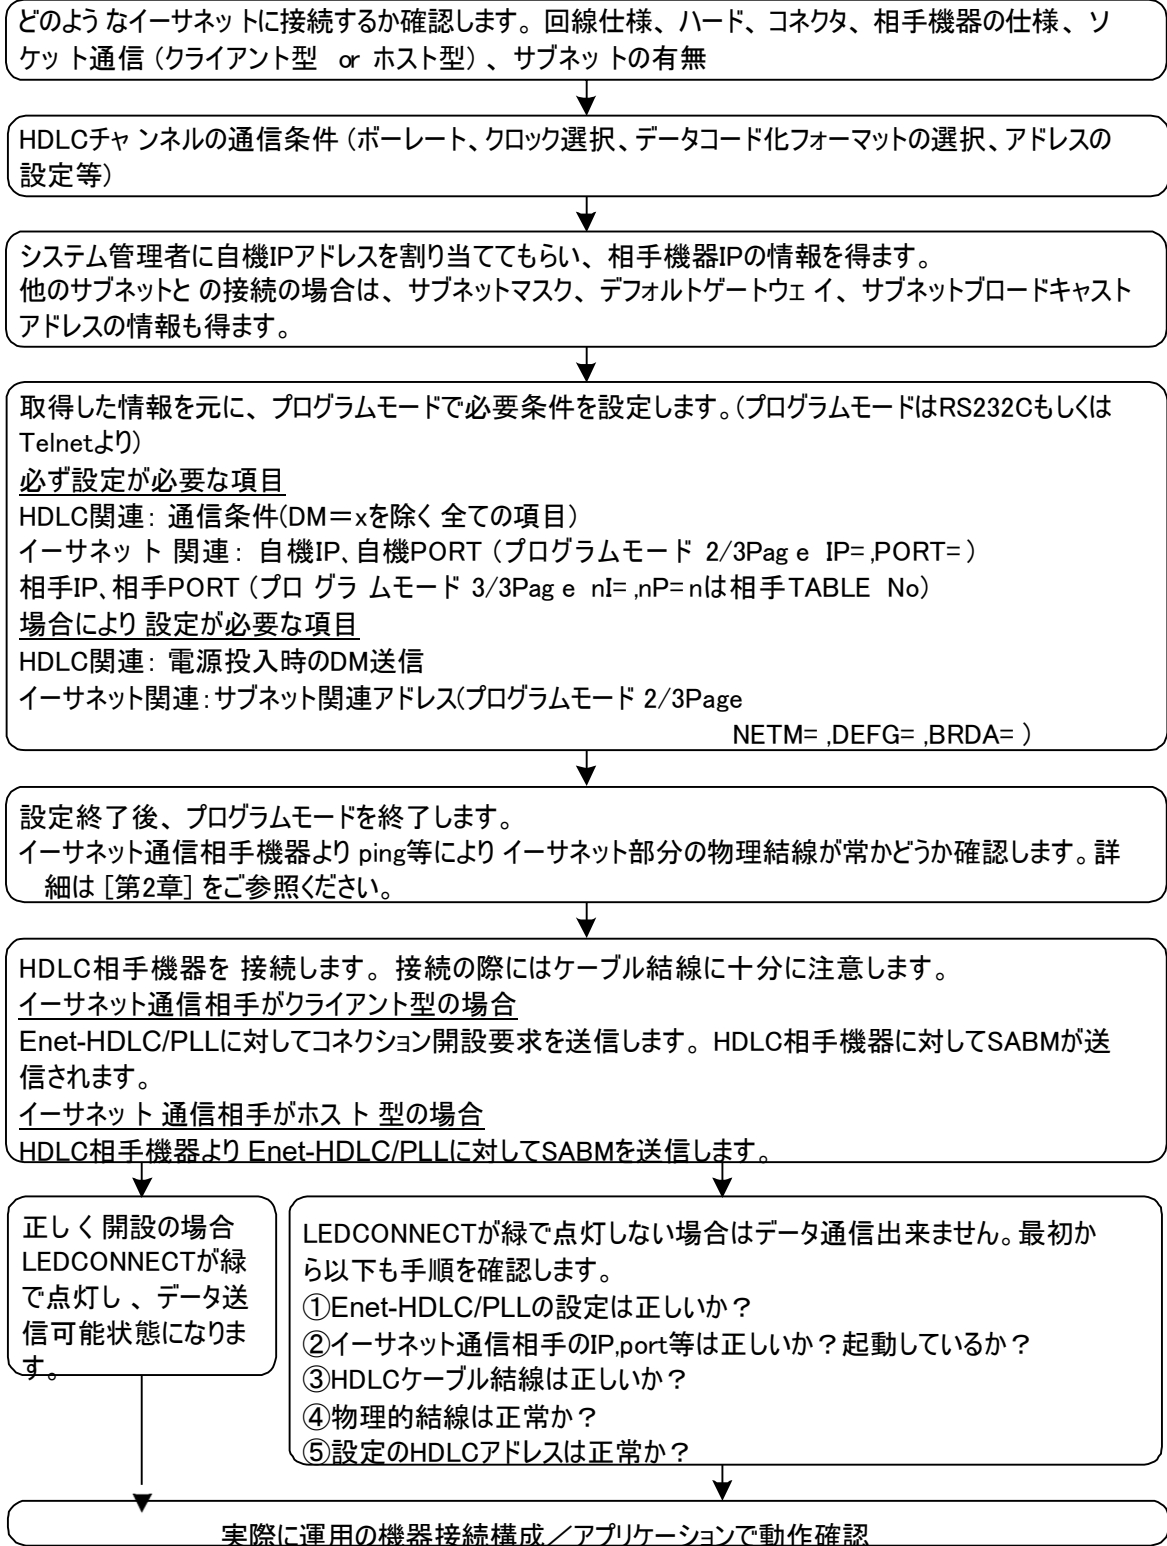 どのようなイーサネットに接続するか確認します。回線仕様、ハード、コネクタ、相手機器の仕様、ソ
ケット通信（クライアント型　or ホスト型）、サブネットの有無
HDLCチャンネルの通信条件（ボーレート、クロック選択、データコード化フォーマットの選択、アドレスの
設定等）
システム管理者に自機IPアドレスを割り当ててもらい、相手機器IPの情報を得ます。
他のサブネットとの接続の場合は、サブネットマスク、デフォルトゲートウェイ、サブネットブロードキャスト
アドレスの情報も得ます。
取得した情報を元に、プログラムモードで必要条件を設定します。（プログラムモードはRS232Cもしくは
Telnetより）
必ず設定が必要な項目
HDLC関連：通信条件（DM＝xを除く全ての項目）
イーサネット関連：自機IP、自機PORT（プログラムモード 2/3Page IP= ,PORT= ）
相手IP、相手PORT（プログラムモード 3/3Page nI= ,nP= nは相手TABLE No）
場合により設定が必要な項目
HDLC関連：電源投入時のDM送信
イーサネット関連：サブネット関連アドレス（プログラムモード 2/3Page
NETM= ,DEFG= ,BRDA= ）
設定終了後、プログラムモードを終了します。
イーサネット通信相手機器よりping等によりイーサネット部分の物理結線が常かどうか確認します。詳
細は［第2章］をご参照ください。
HDLC相手機器を接続します。接続の際にはケーブル結線に十分に注意します。
イーサネット通信相手がクライアント型の場合
Enet-HDLC/PLLに対してコネクション開設要求を送信します。HDLC相手機器に対してSABMが送
信されます。
イーサネット通信相手がホスト型の場合
HDLC相手機器よりEnet-HDLC/PLLに対してSABMを送信します。
正しく開設の場合
LEDCONNECTが緑
で点灯し、データ送
信可能状態になりま
す。
LEDCONNECTが緑で点灯しない場合はデータ通信出来ません。最初か
ら以下も手順を確認します。
①Enet-HDLC/PLLの設定は正しいか？
②イーサネット通信相手のIP,port等は正しいか？起動しているか？
③HDLCケーブル結線は正しいか？
④物理的結線は正常か？
⑤設定のHDLCアドレスは正常か？
実際に運用の機器接続構成／アプリケーションで動作確認